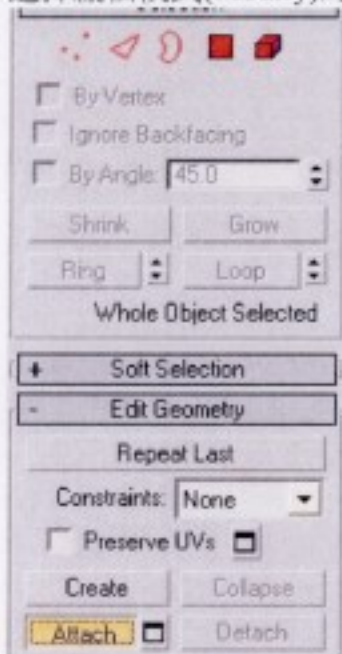 By Vertex
Ignore Backfacing
By Angle: 45.0
Shrink Grow
Ring Loop
Whole Object Selected
+ Soft Selection
- Edit Geometry
Repeat Last
Constraints: None
Preserve UVs
Create Collapse
Attach Detach